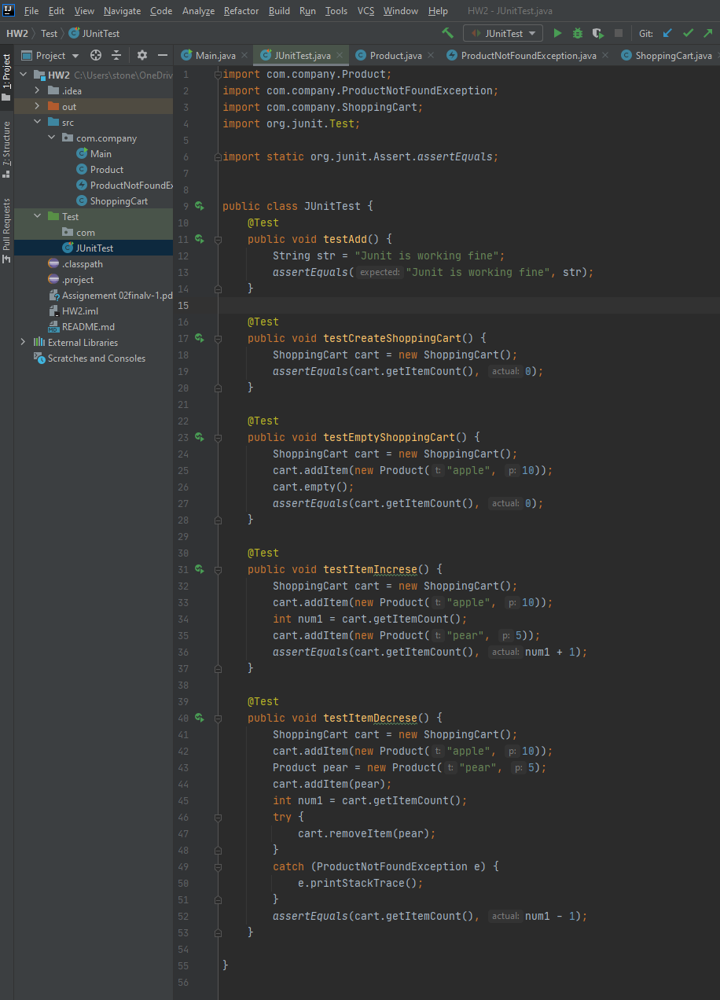 File Edit View Navigate Code Analyze Refactor Build Run Tools VCS Window Help HW2 - JUnitTest.java
HW2 Test JUnitTest JUnitTest Git:
Project
Main.java JUnitTest.java Product.java ProductNotFoundException.java ShoppingCart.java
1: Project
7: Structure
Pull Requests
HW2 C:\Users\stone\OneDriv
.idea
out
src
com.company
Main
Product
ProductNotFoundEx
ShoppingCart
Test
com
JUnitTest
.classpath
.project
Assignement 02finalv-1.pd
HW2.iml
README.md
External Libraries
Scratches and Consoles
1 import com.company.Product;
2 import com.company.ProductNotFoundException;
3 import com.company.ShoppingCart;
4 import org.junit.Test;
5
6 import static org.junit.Assert.assertEquals;
7
8
9 public class JUnitTest {
10 @Test
11 public void testAdd() {
12 String str = "Junit is working fine";
13 assertEquals( expected: "Junit is working fine", str);
14 }
15
16 @Test
17 public void testCreateShoppingCart() {
18 ShoppingCart cart = new ShoppingCart();
19 assertEquals(cart.getItemCount(), actual: 0);
20 }
21
22 @Test
23 public void testEmptyShoppingCart() {
24 ShoppingCart cart = new ShoppingCart();
25 cart.addItem(new Product( t: "apple", p: 10));
26 cart.empty();
27 assertEquals(cart.getItemCount(), actual: 0);
28 }
29
30 @Test
31 public void testItemIncrese() {
32 ShoppingCart cart = new ShoppingCart();
33 cart.addItem(new Product( t: "apple", p: 10));
34 int num1 = cart.getItemCount();
35 cart.addItem(new Product( t: "pear", p: 5));
36 assertEquals(cart.getItemCount(), actual: num1 + 1);
37 }
38
39 @Test
40 public void testItemDecrese() {
41 ShoppingCart cart = new ShoppingCart();
42 cart.addItem(new Product( t: "apple", p: 10));
43 Product pear = new Product( t: "pear", p: 5);
44 cart.addItem(pear);
45 int num1 = cart.getItemCount();
46 try {
47 cart.removeItem(pear);
48 }
49 catch (ProductNotFoundException e) {
50 e.printStackTrace();
51 }
52 assertEquals(cart.getItemCount(), actual: num1 - 1);
53 }
54
55 }
56